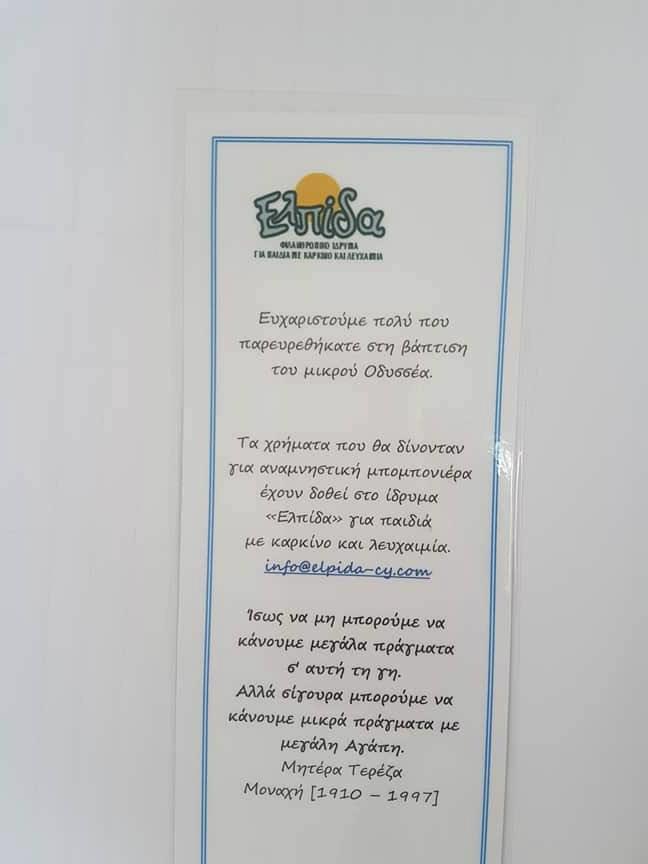 Ελπίδα
ΦΙΛΑΝΘΡΩΠΙΚΟ ΙΔΡΥΜΑ
ΓΙΑ ΠΑΙΔΙΑ ΜΕ ΚΑΡΚΙΝΟ ΚΑΙ ΛΕΥΧΑΙΜΙΑ
Ευχαριστούμε πολύ που
παρευρεθήκατε στη βάπτιση
του μικρού Οδυσσέα.
Τα χρήματα που θα δίνονταν
για αναμνηστική μπομπονιέρα
έχουν δοθεί στο ίδρυμα
«Ελπίδα» για παιδιά
με καρκίνο και λευχαιμία.
info@elpida-cy.com
Ίσως να μη μπορούμε να
κάνουμε μεγάλα πράγματα
σ' αυτή τη γη.
Αλλά σίγουρα μπορούμε να
κάνουμε μικρά πράγματα με
μεγάλη Αγάπη.
Μητέρα Τερέζα
Μοναχή [1910 – 1997]